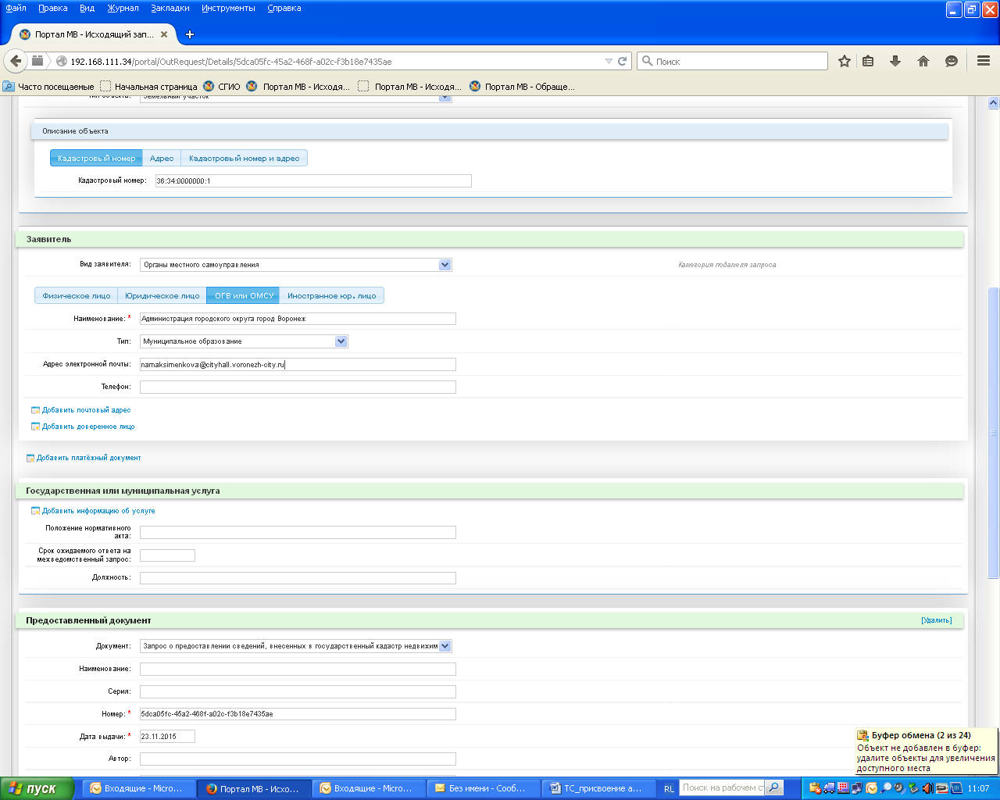 Файл Правка Вид Журнал Закладки Инструменты Справка
Портал МВ - Исходящий зап... × +
192.168.111.34/portal/OutRequest/Details/5dca05fc-45a2-468f-a02c-f3b18e7435ae
Поиск
Часто посещаемые Начальная страница СГИО Портал МВ - Исходя... Портал МВ - Исходя... Портал МВ - Обраще...
Тип объекта: Земельный участок
Описание объекта
Кадастровый номер Адрес Кадастровый номер и адрес
Кадастровый номер: 36:34:0000000:1
Заявитель
Вид заявителя: Органы местного самоуправления Категория подателя запроса
Физическое лицо Юридическое лицо ОГВ или ОМСУ Иностранное юр. лицо
Наименование: * Администрация городского округа город Воронеж
Тип: Муниципальное образование
Адрес электронной почты: namaksimenkova@cityhall.voronezh-city.ru
Телефон:
Добавить почтовый адрес
Добавить доверенное лицо
Добавить платёжный документ
Государственная или муниципальная услуга
Добавить информацию об услуге
Положение нормативного
акта:
Срок ожидаемого ответа на
межведомственный запрос:
Должность:
Предоставленный документ [Удалить]
Документ: Запрос о предоставлении сведений, внесенных в государственный кадастр недвижим
Наименование:
Серия:
Номер: * 5dca05fc-45a2-468f-a02c-f3b18e7435ae
Дата выдачи: * 23.11.2015
Автор:
Буфер обмена (2 из 24)
Объект не добавлен в буфер:
удалите объекты для увеличения
доступного места
пуск Входящие - Micro... Портал МВ - Исхо... Входящие - Micro... Без имени - Сооб... ТС_присвоение а... RU Поиск на рабочем ст 11:07